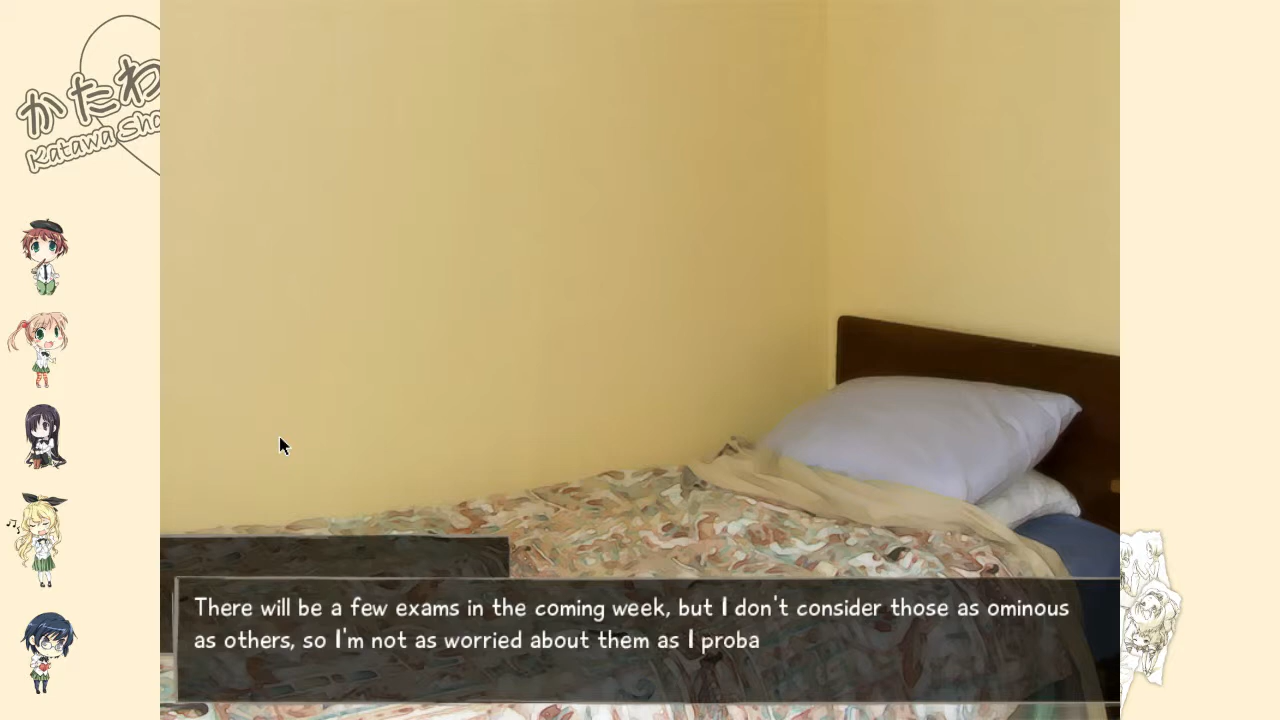 かたわ
Katawa Sho
There will be a few exams in the coming week, but I don't consider those as ominous
as others, so I'm not as worried about them as I proba